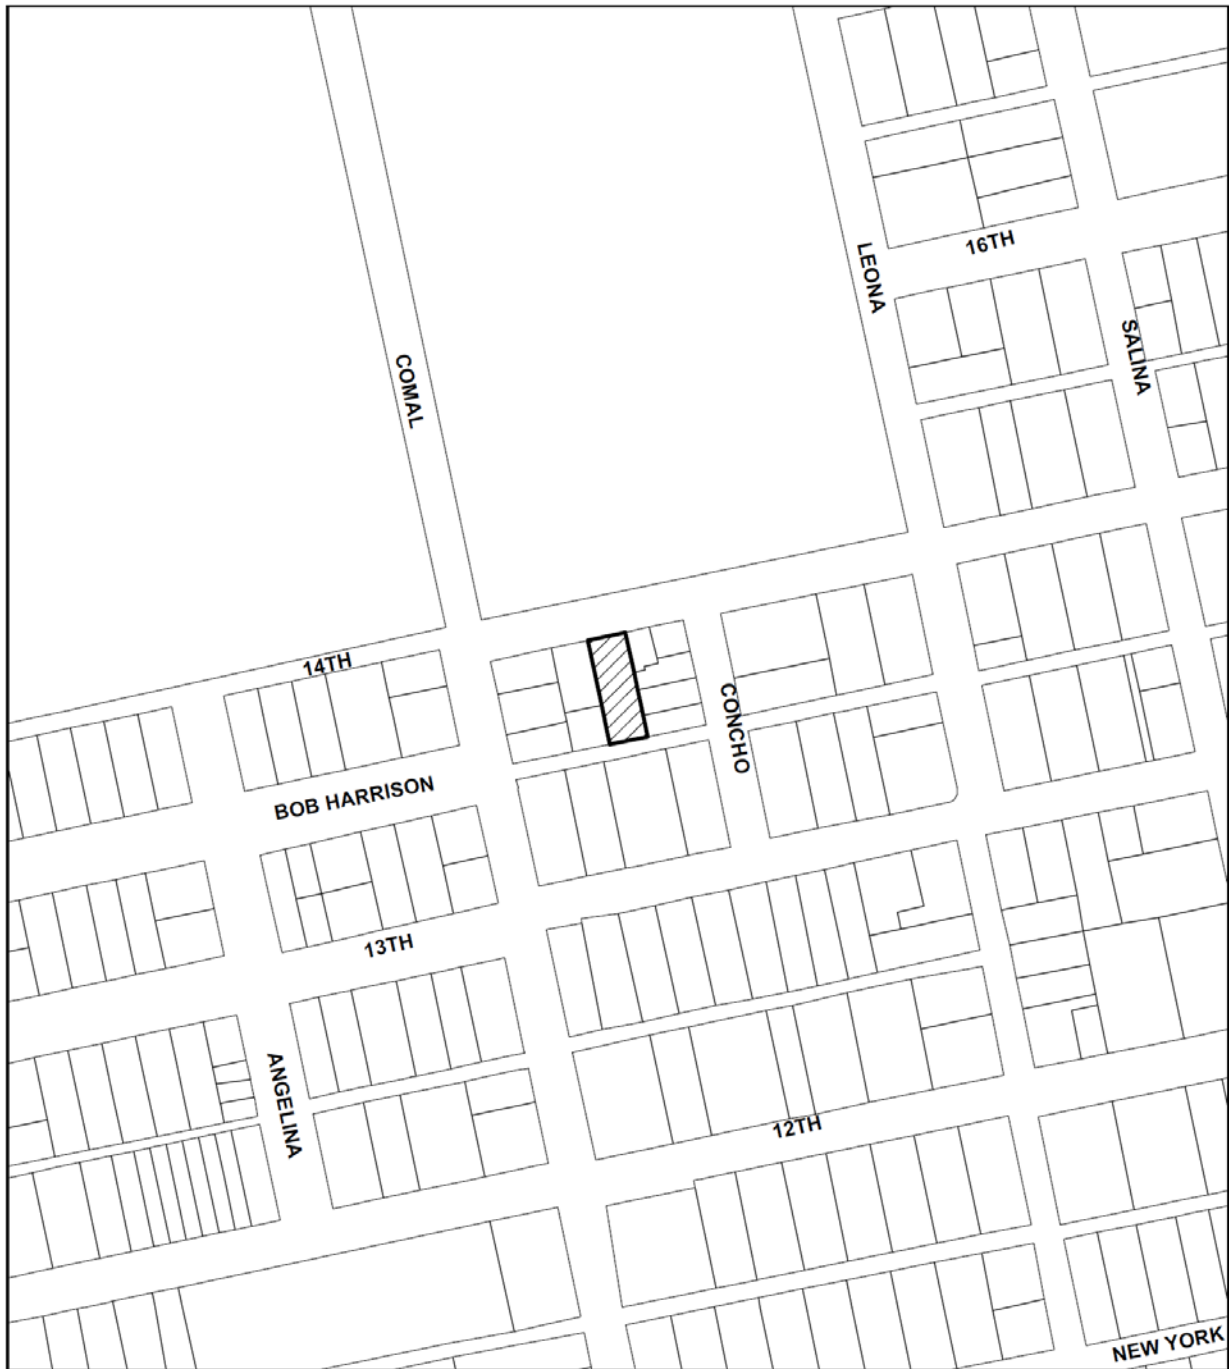 16TH
LEONA
SALINA
COMAL
14TH
CONCHO
BOB HARRISON
13TH
ANGELINA
12TH
NEW YORK